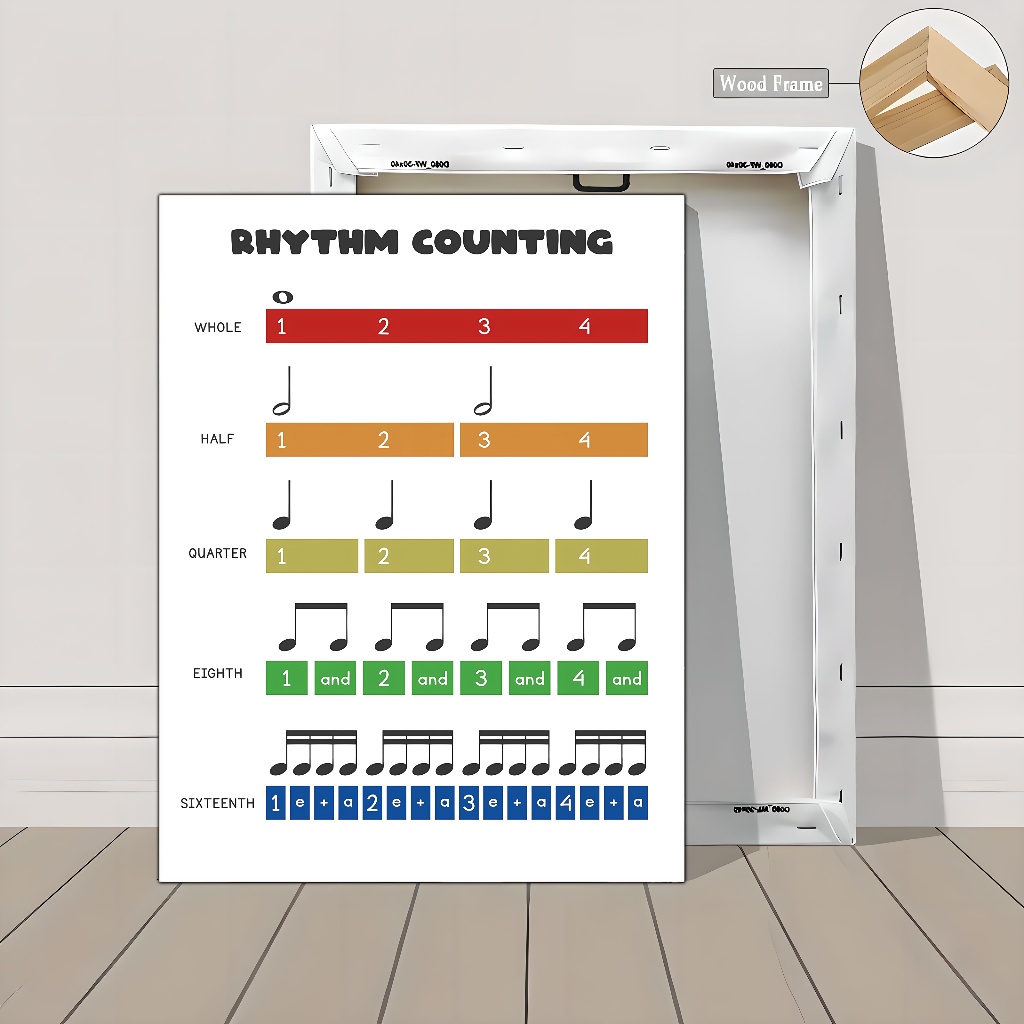 Wood Frame
RHYTHM COUNTING
WHOLE 1 2 3 4
HALF 1 2 3 4
QUARTER 1 2 3 4
EIGHTH 1 and 2 and 3 and 4 and
SIXTEENTH 1 e + a 2 e + a 3 e + a 4 e + a